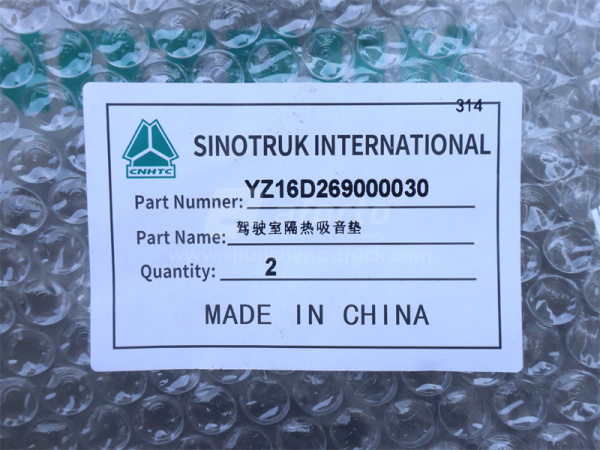 314
CNHTC
SINOTRUK INTERNATIONAL
Part Numner: YZ16D269000030
Part Name: 驾驶室隔热吸音垫
Quantity: 2
MADE IN CHINA